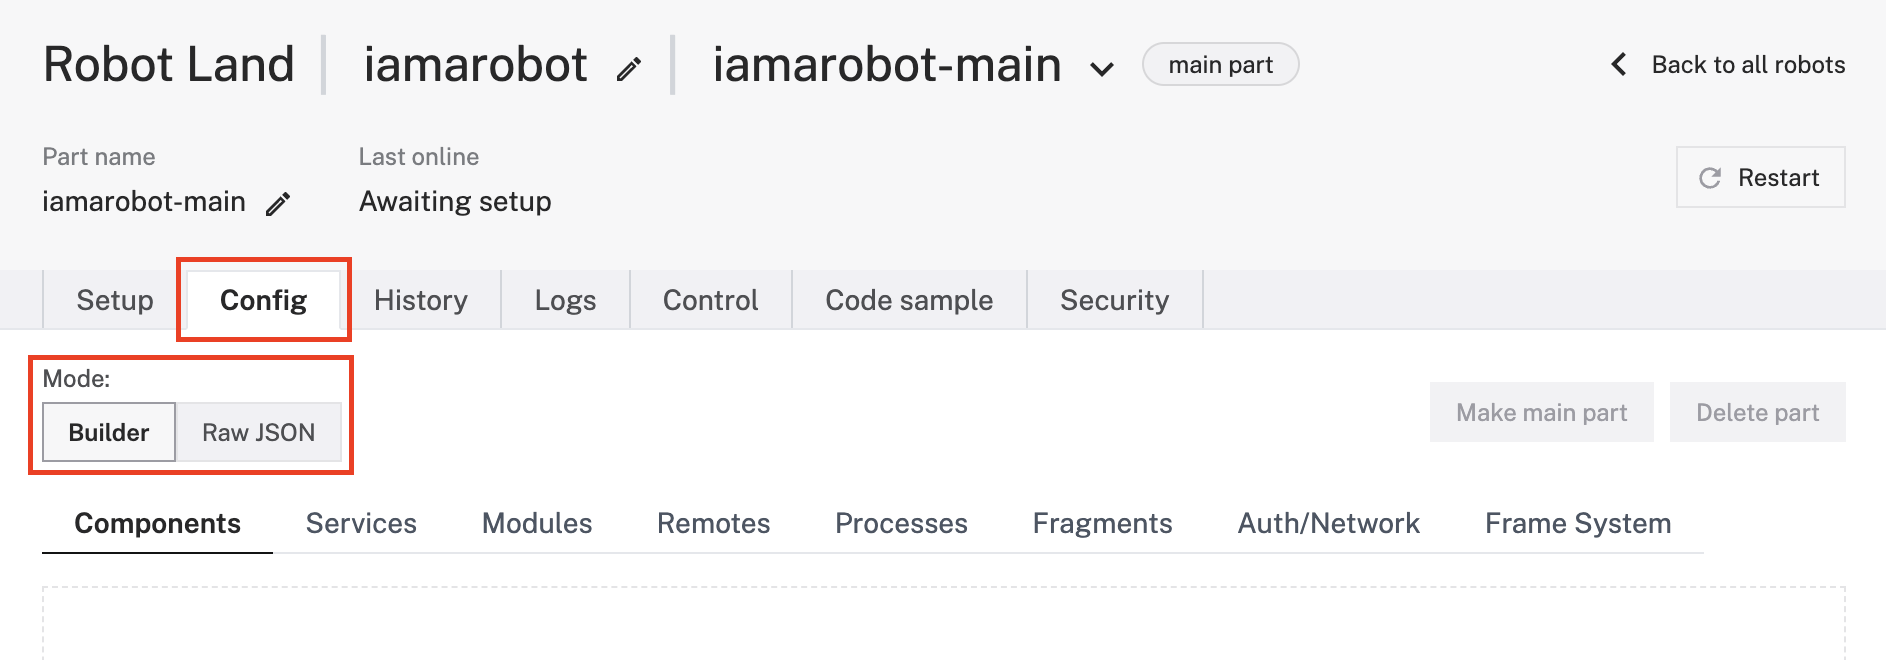 Robot Land iamarobot iamarobot-main main part Back to all robots
Part name Last online
iamarobot-main Awaiting setup Restart
Setup Config History Logs Control Code sample Security
Mode:
Builder Raw JSON Make main part Delete part
Components Services Modules Remotes Processes Fragments Auth/Network Frame System